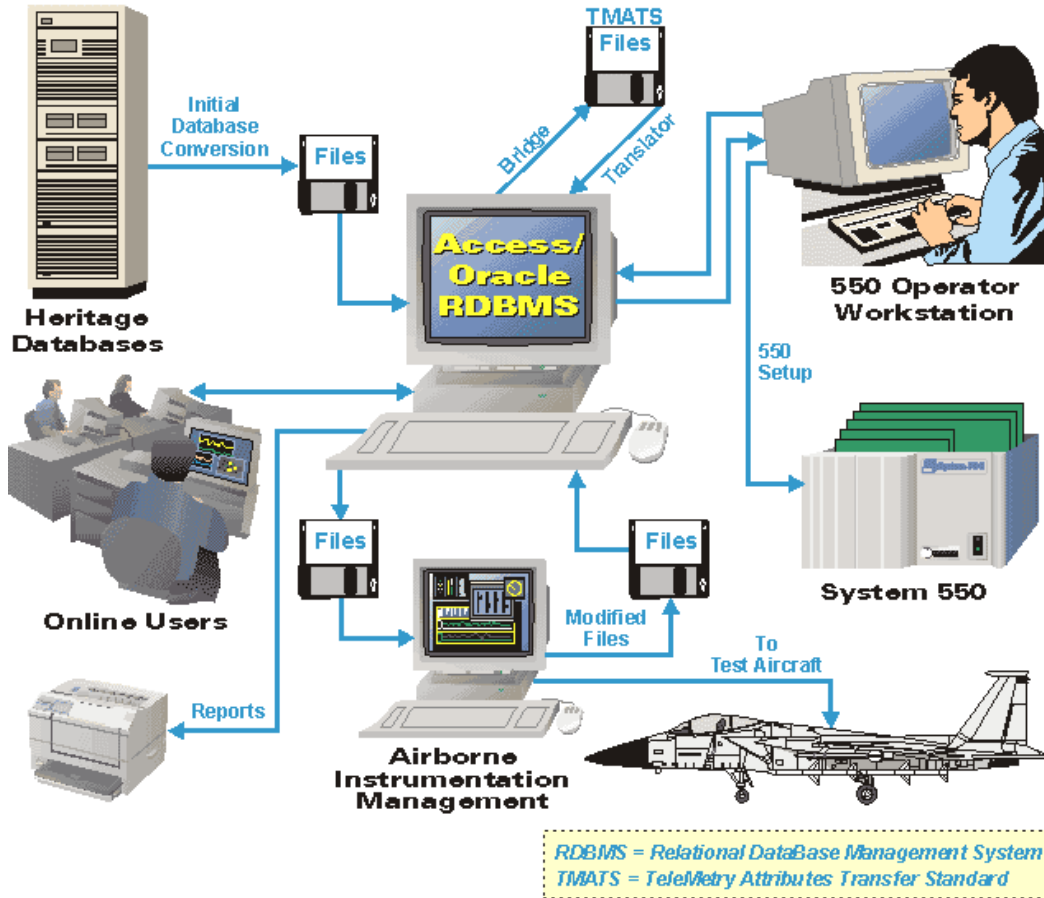 TMATS
Files
Initial
Database
Conversion
Files
Bridge
Translator
Access/
Oracle
RDBMS
550 Operator
Workstation
Heritage
Databases
550
Setup
Files
Files
System 550
Online Users
Modified
Files
To
Test Aircraft
Reports
Airborne
Instrumentation
Management
RDBMS = Relational DataBase Management System
TMATS = TeleMetry Attributes Transfer Standard